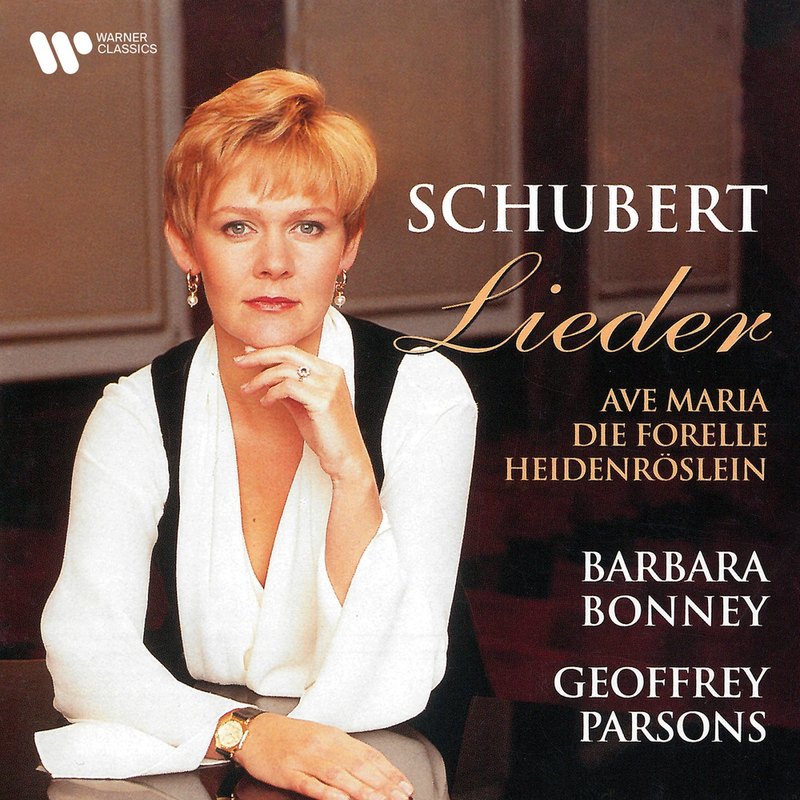 WARNER
CLASSICS
SCHUBERT
Lieder
AVE MARIA
DIE FORELLE
HEIDENRÖSLEIN
BARBARA
BONNEY
GEOFFREY
PARSONS